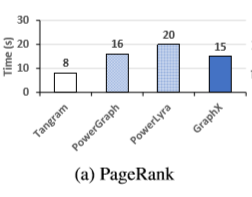 30
20
10
0
Time (s)
8
16
20
15
Tangram
PowerGraph
PowerLyra
GraphX
(a) PageRank